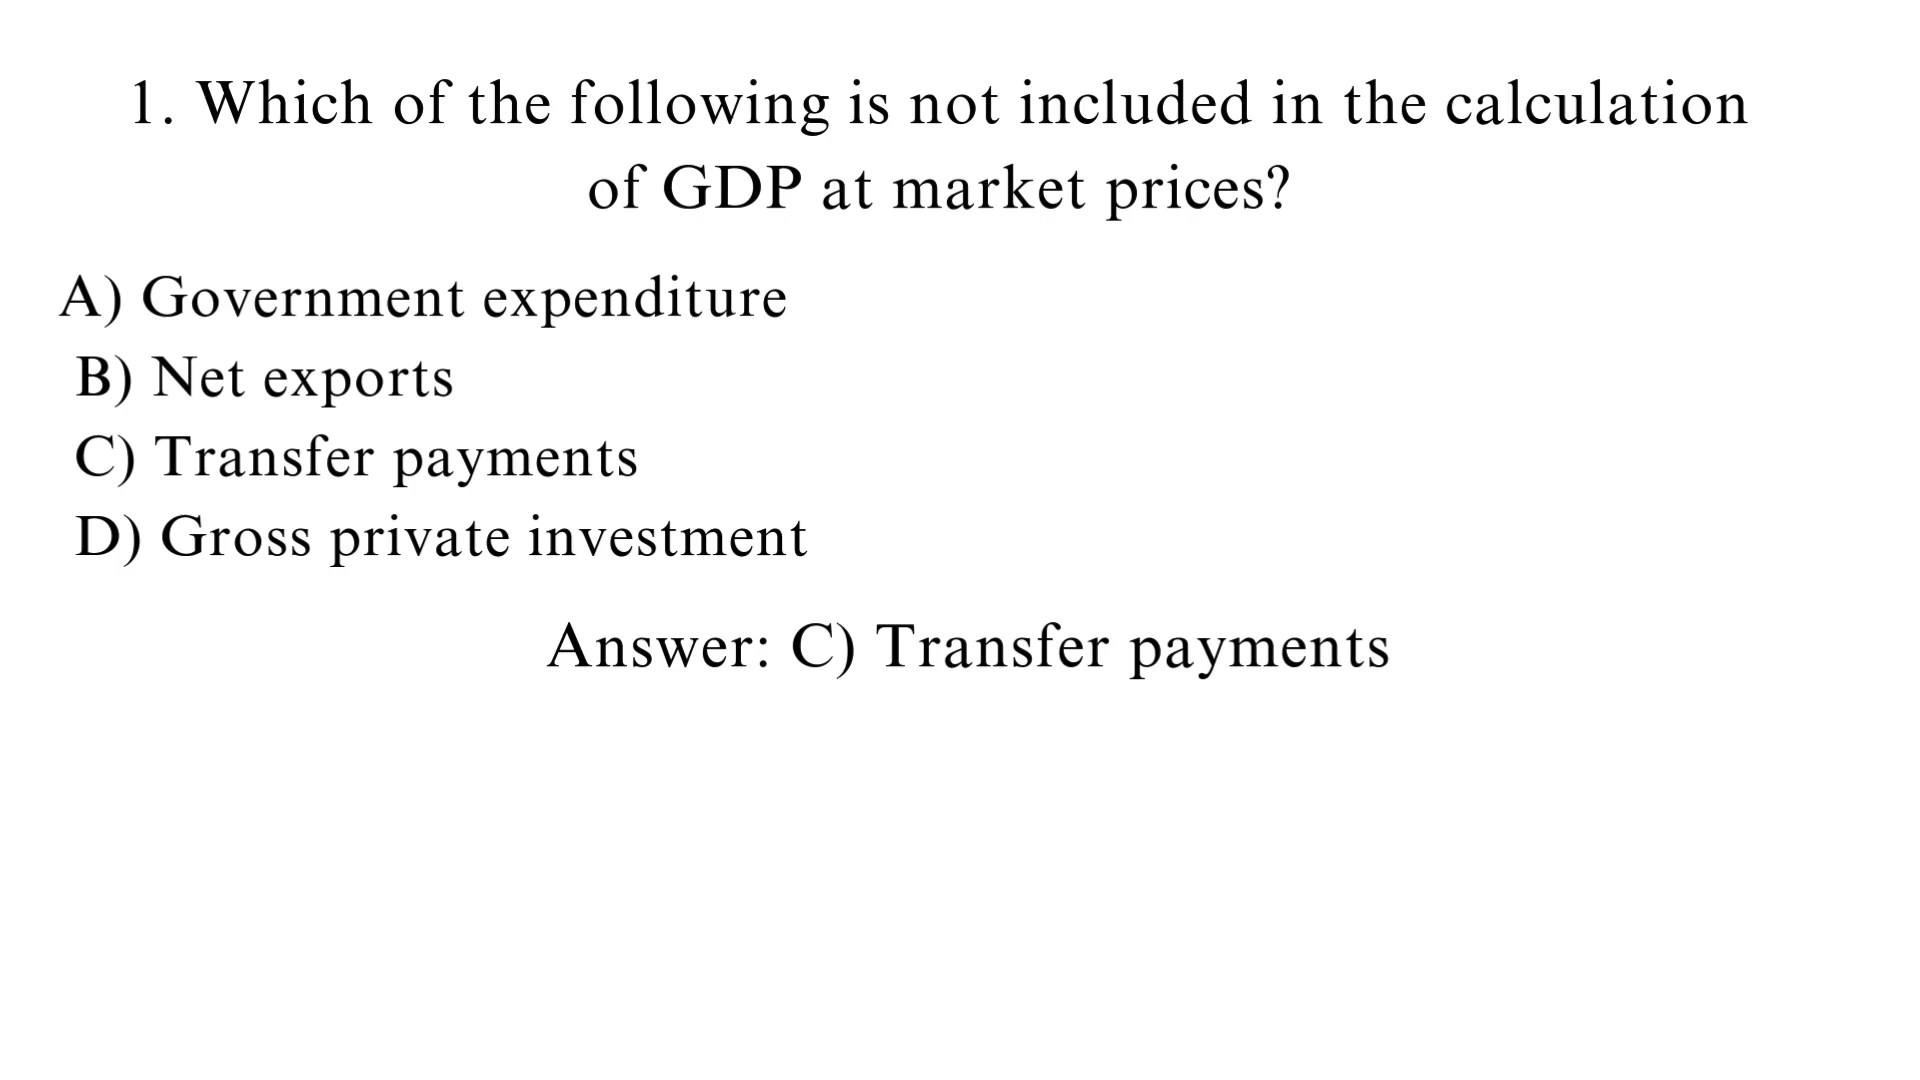 1. Which of the following is not included in the calculation
of GDP at market prices?
A) Government expenditure
B) Net exports
C) Transfer payments
D) Gross private investment
Answer: C) Transfer payments